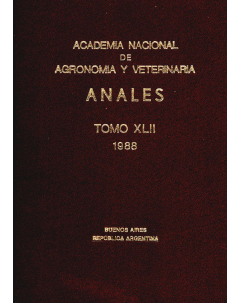 ACADEMIA NACIONAL
DE
AGRONOMIA Y VETERINARIA
ANALES
TOMO XLII
1988
BUENOS AIRES
REPUBLICA ARGENTINA